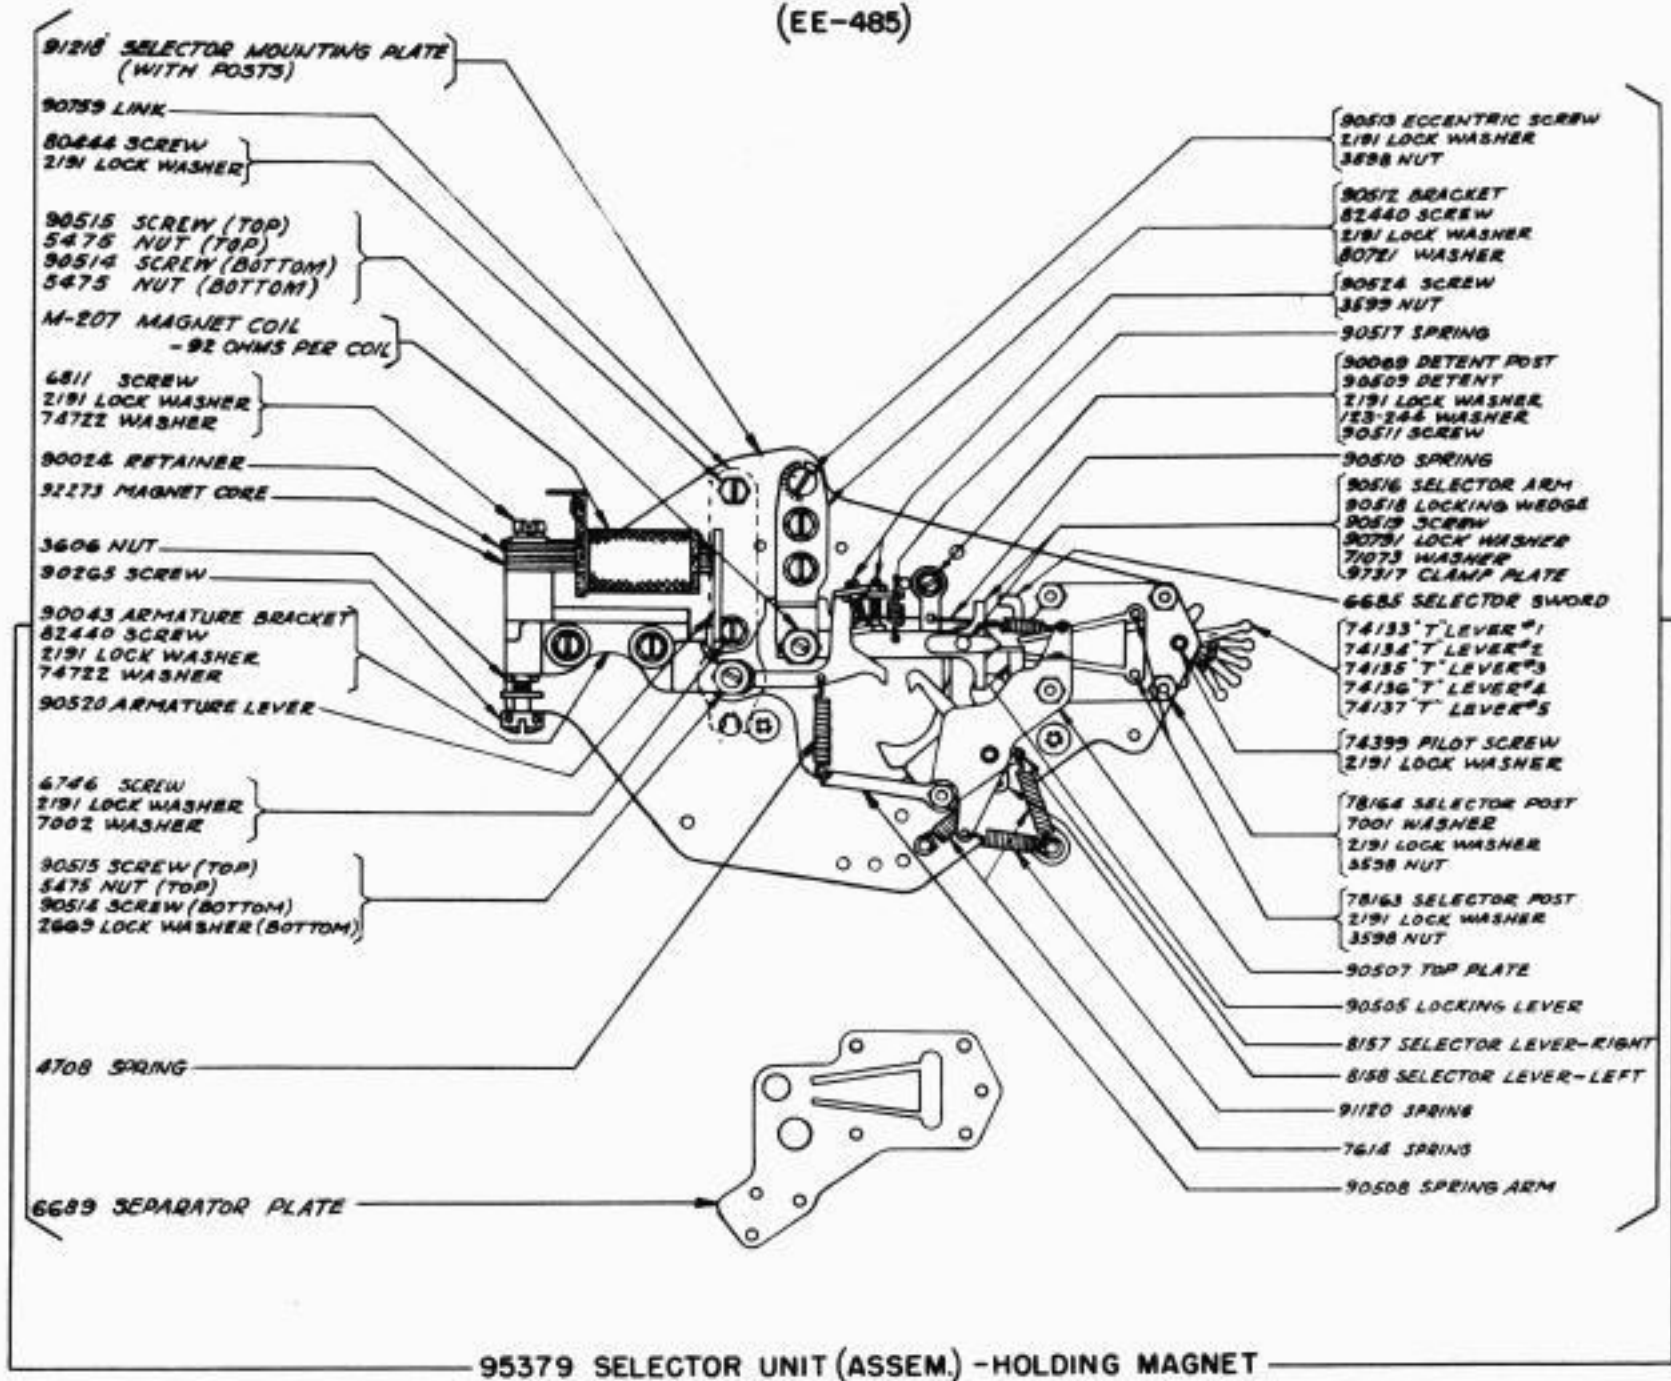 (EE-485)
91218 SELECTOR MOUNTING PLATE
(WITH POSTS)
90759 LINK
80444 SCREW
2191 LOCK WASHER
90515 SCREW (TOP)
5475 NUT (TOP)
90514 SCREW (BOTTOM)
5475 NUT (BOTTOM)
M-207 MAGNET COIL
-92 OHMS PER COIL
6811 SCREW
2191 LOCK WASHER
74722 WASHER
90024 RETAINER
92273 MAGNET CORE
3606 NUT
90265 SCREW
90043 ARMATURE BRACKET
82440 SCREW
2191 LOCK WASHER
74722 WASHER
90520 ARMATURE LEVER
6746 SCREW
2191 LOCK WASHER
7002 WASHER
90515 SCREW (TOP)
5475 NUT (TOP)
90514 SCREW (BOTTOM)
2669 LOCK WASHER (BOTTOM)
4708 SPRING
6689 SEPARATOR PLATE
90513 ECCENTRIC SCREW
2191 LOCK WASHER
3598 NUT
90512 BRACKET
82440 SCREW
2191 LOCK WASHER
80721 WASHER
90524 SCREW
3599 NUT
90517 SPRING
90069 DETENT POST
90509 DETENT
2191 LOCK WASHER
123-244 WASHER
90511 SCREW
90510 SPRING
90516 SELECTOR ARM
90518 LOCKING WEDGE
90519 SCREW
90791 LOCK WASHER
71073 WASHER
97317 CLAMP PLATE
6685 SELECTOR SWORD
74133 "T" LEVER #1
74134 "T" LEVER #2
74135 "T" LEVER #3
74136 "T" LEVER #4
74137 "T" LEVER #5
74399 PILOT SCREW
2191 LOCK WASHER
78164 SELECTOR POST
7001 WASHER
2191 LOCK WASHER
3598 NUT
78163 SELECTOR POST
2191 LOCK WASHER
3598 NUT
90507 TOP PLATE
90505 LOCKING LEVER
8157 SELECTOR LEVER-RIGHT
8158 SELECTOR LEVER-LEFT
91120 SPRING
7614 SPRING
90508 SPRING ARM
95379 SELECTOR UNIT (ASSEM.) -HOLDING MAGNET